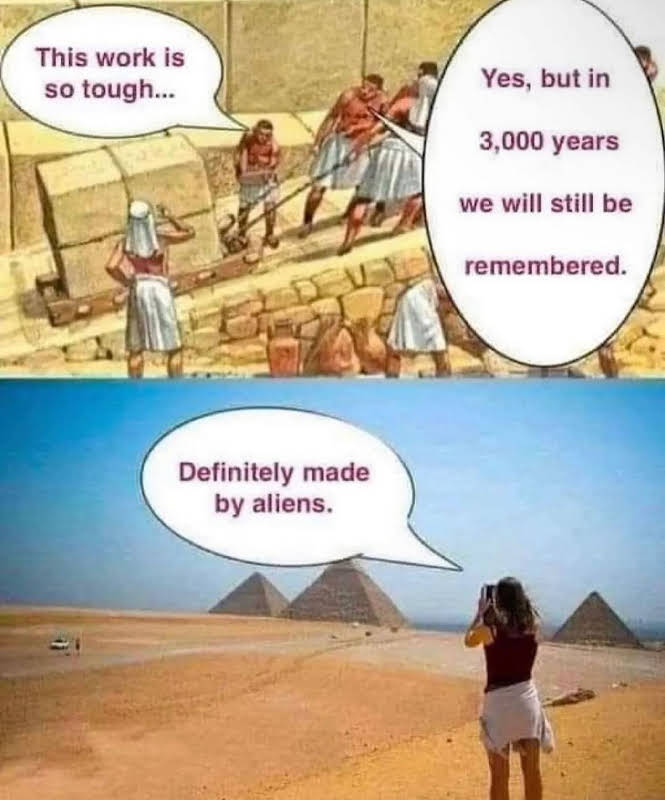 This work is
so tough...
Yes, but in
3,000 years
we will still be
remembered.
Definitely made
by aliens.